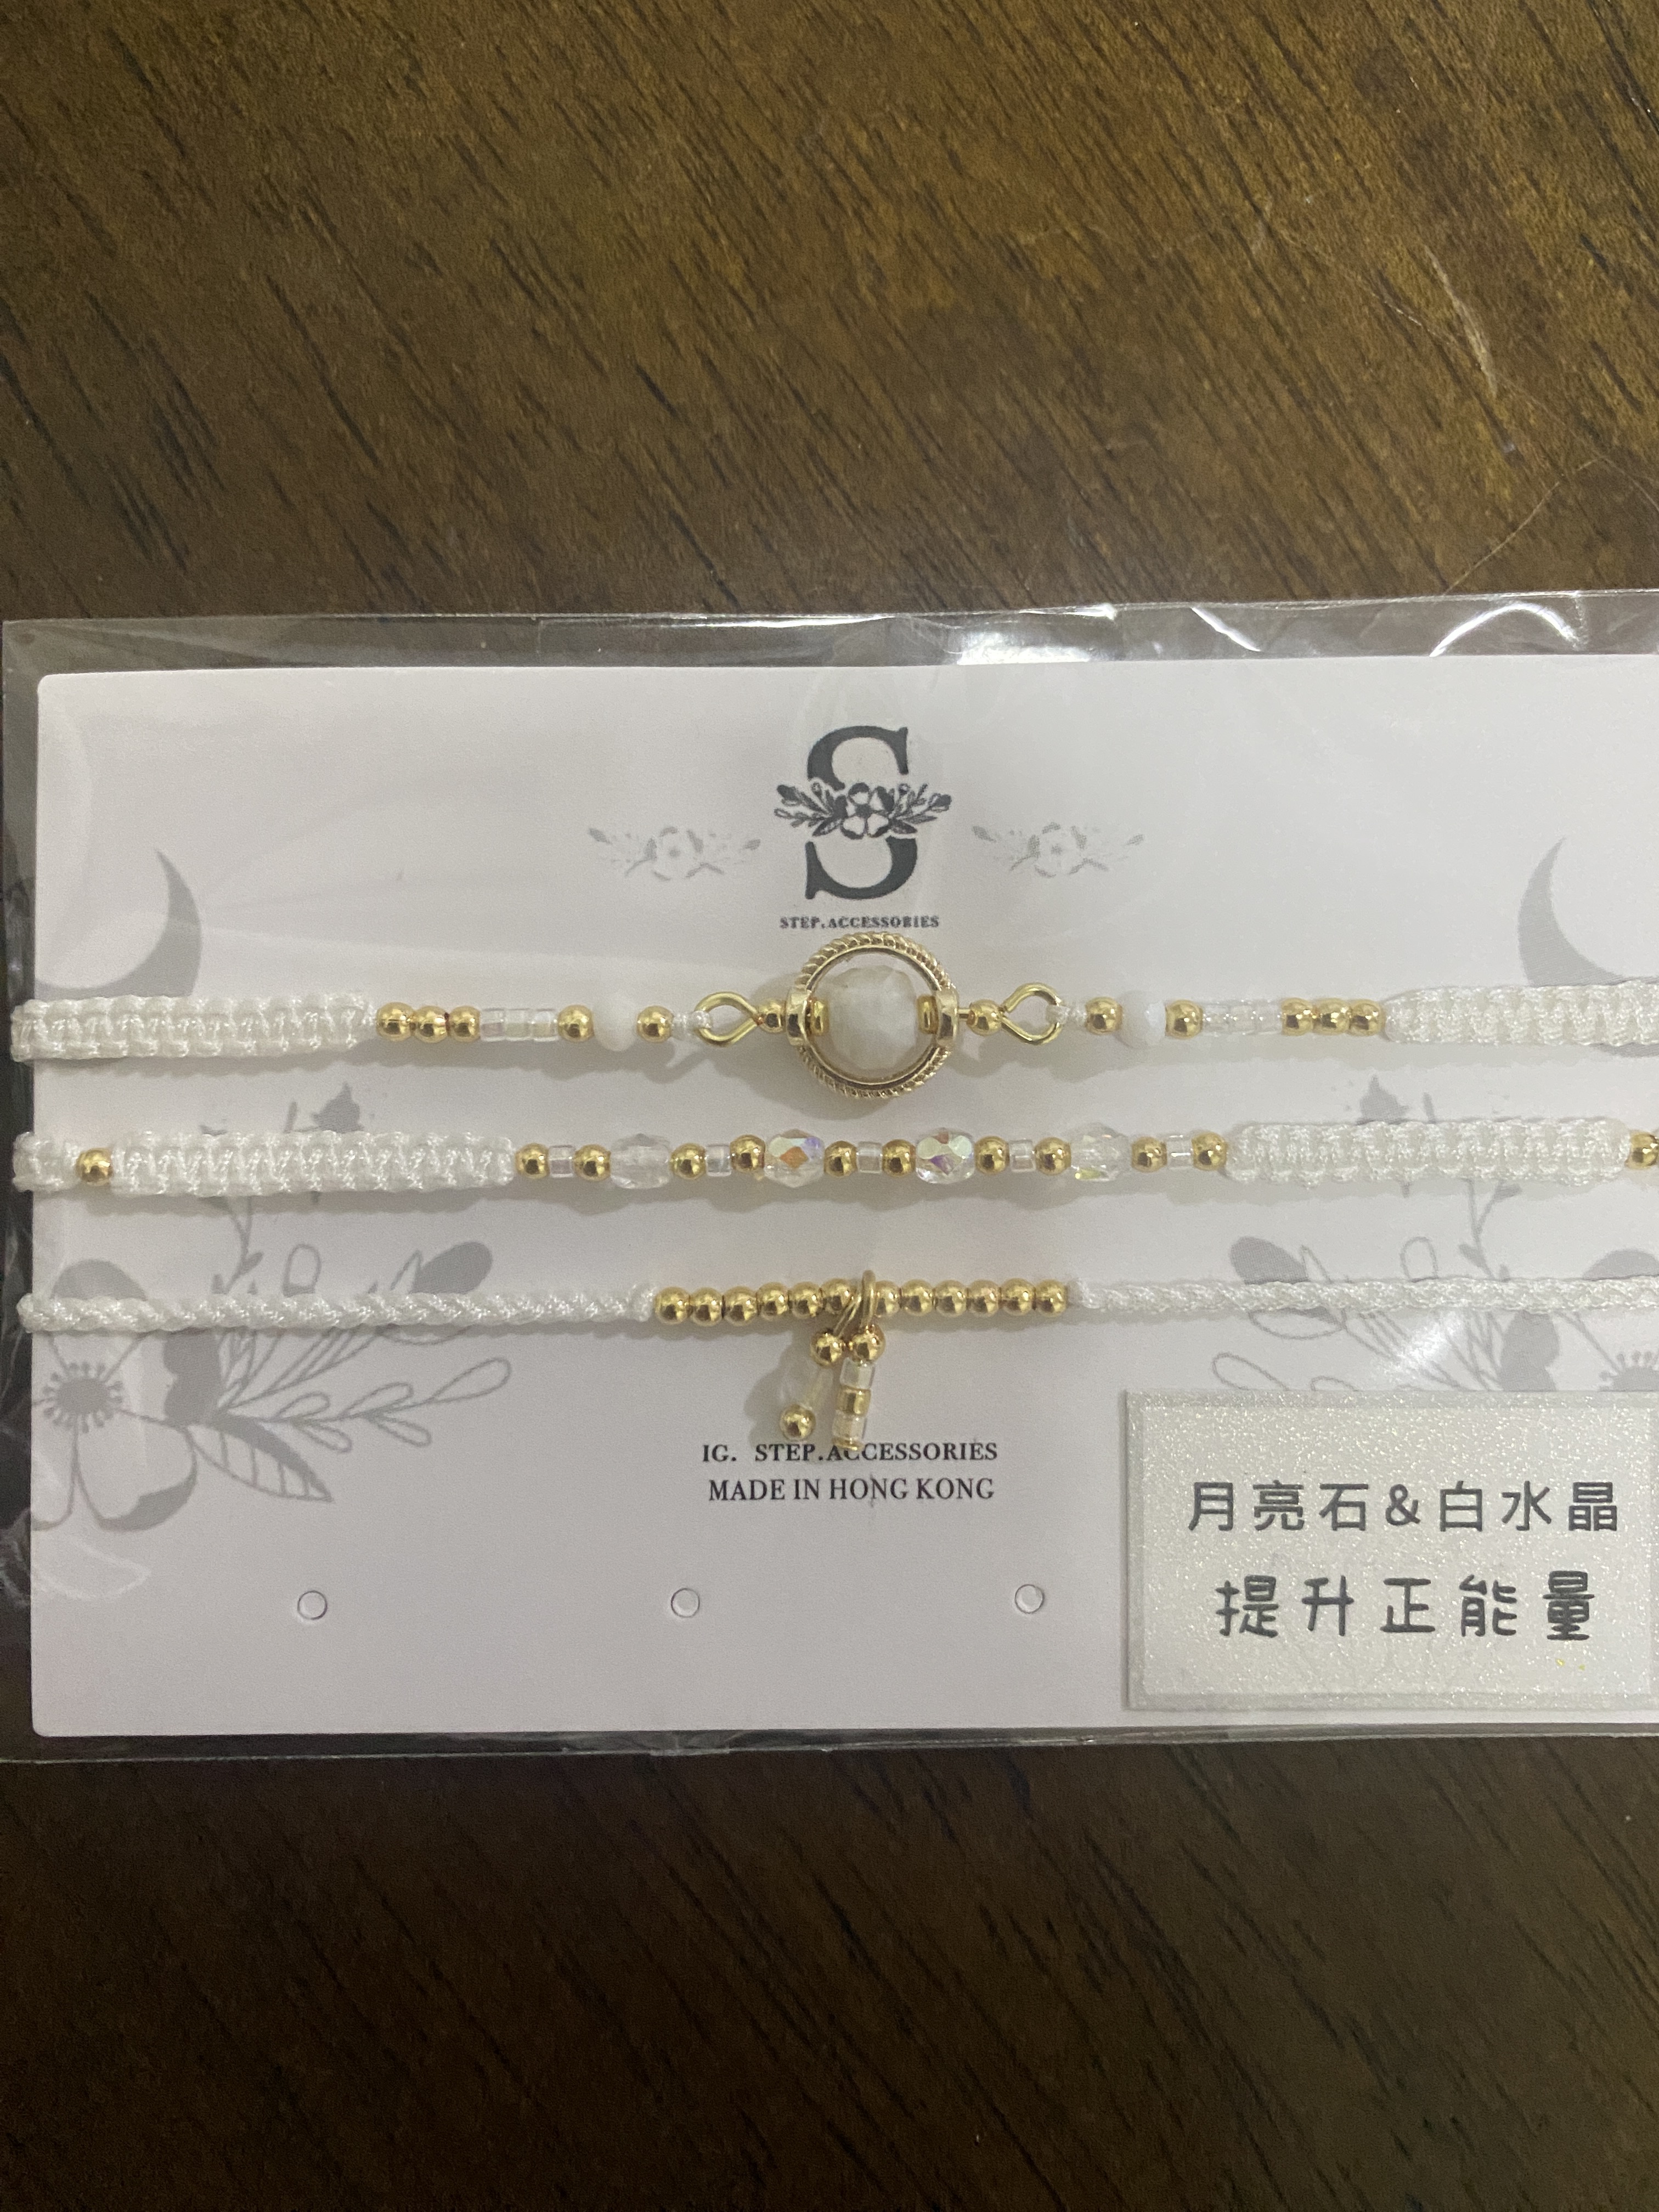 S
STEP.ACCESSORIES
IG. STEP.ACCESSORIES
MADE IN HONG KONG
月亮石&白水晶
提升正能量